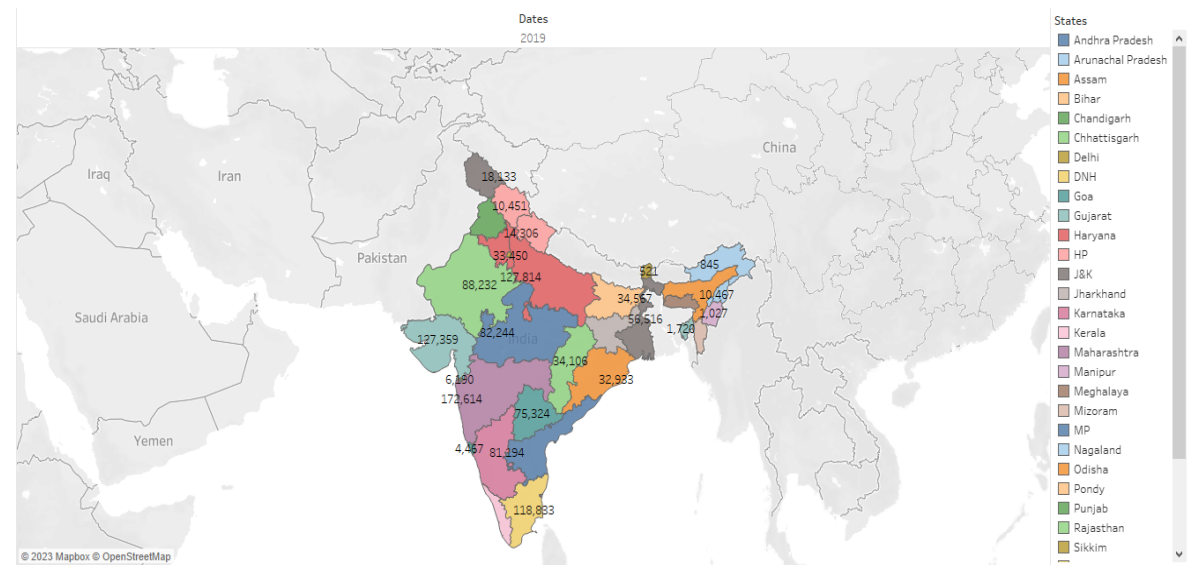 Dates
2019
States
Andhra Pradesh
Arunachal Pradesh
Assam
Bihar
Chandigarh
Chhattisgarh
Delhi
DNH
Goa
Gujarat
Haryana
HP
J&K
Jharkhand
Karnataka
Kerala
Maharashtra
Manipur
Meghalaya
Mizoram
MP
Nagaland
Odisha
Pondy
Punjab
Rajasthan
Sikkim
China
Iraq
Iran
18,133
10,451
14,306
Pakistan
33,450
845
521
127,814
88,232
10,467
34,567
1,027
Saudi Arabia
56,516
1,720
82,244
India
127,359
34,106
6,190
32,933
172,614
75,324
Yemen
4,467
81,194
118,833
© 2023 Mapbox © OpenStreetMap